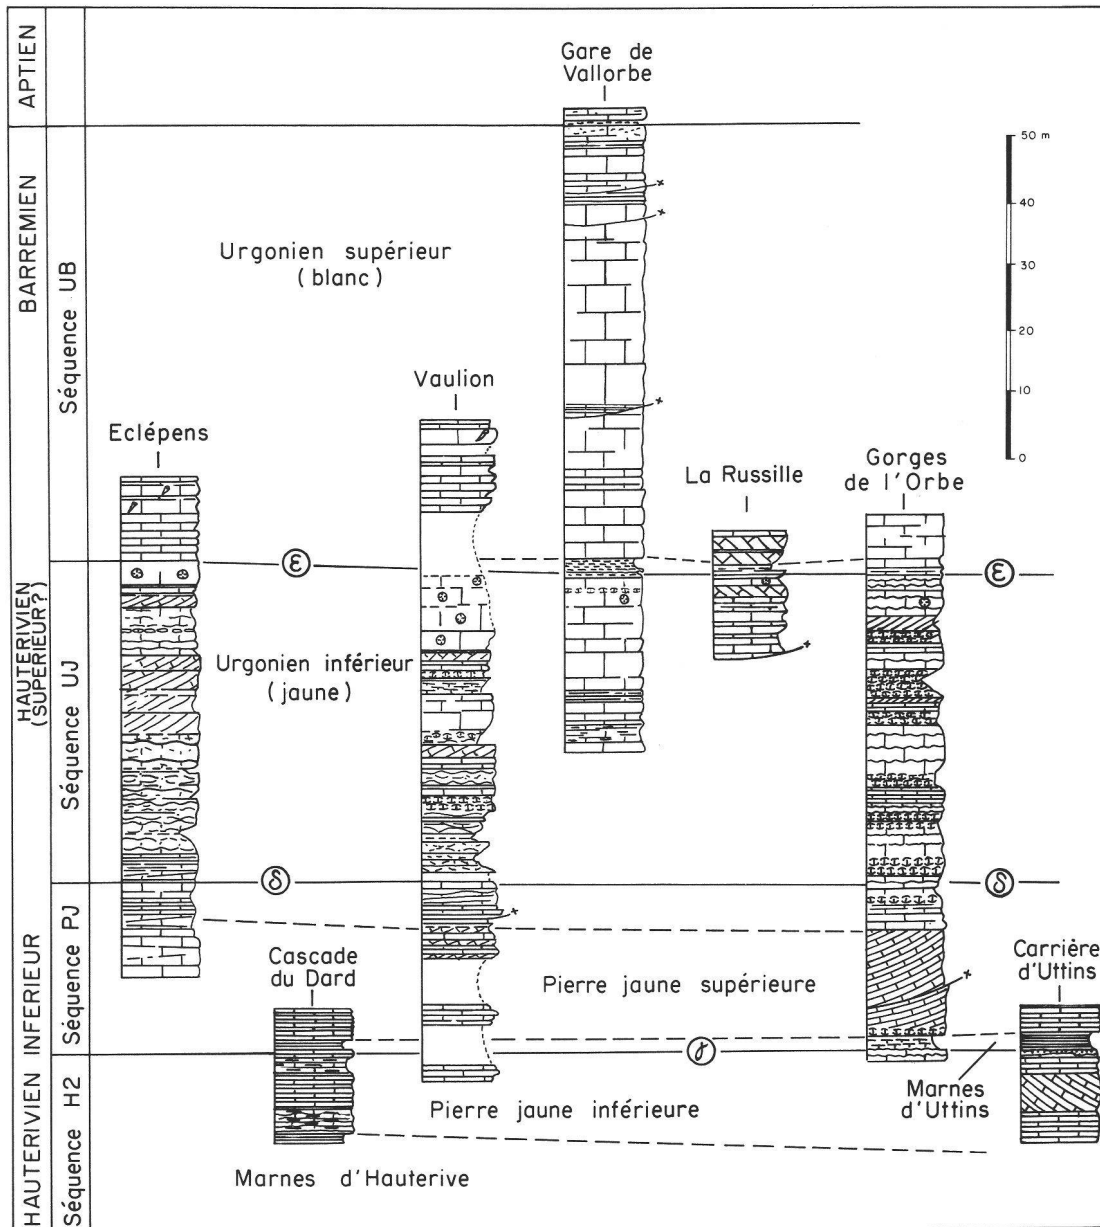 APTIEN
BARREMIEN
HAUTERIVIEN
(SUPÉRIEUR?)
HAUTERIVIEN INFERIEUR
Séquence UB
Séquence UJ
Séquence PJ
Séquence H2
Gare de
Vallorbe
50 m
40
30
20
10
0
Urgonien supérieur
(blanc)
Vaulion
Eclépens
La Russille
Gorges
de l'Orbe
ε
ε
Urgonien inférieur
(jaune)
δ
δ
Cascade
du Dard
Pierre jaune supérieure
Carrière
d'Uttins
γ
Marnes
d'Uttins
Pierre jaune inférieure
Marnes d'Hauterive